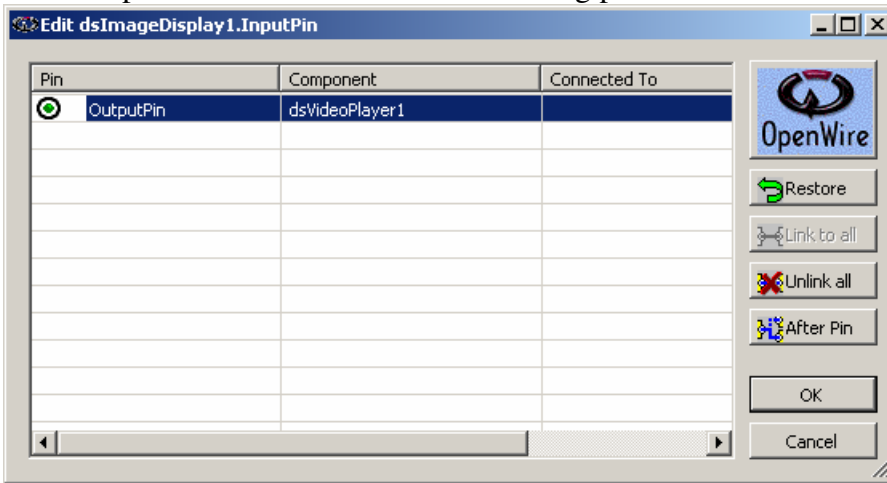 Edit dsImageDisplay1.InputPin
Pin Component Connected To
OutputPin dsVideoPlayer1
OpenWire
Restore
Link to all
Unlink all
After Pin
OK
Cancel